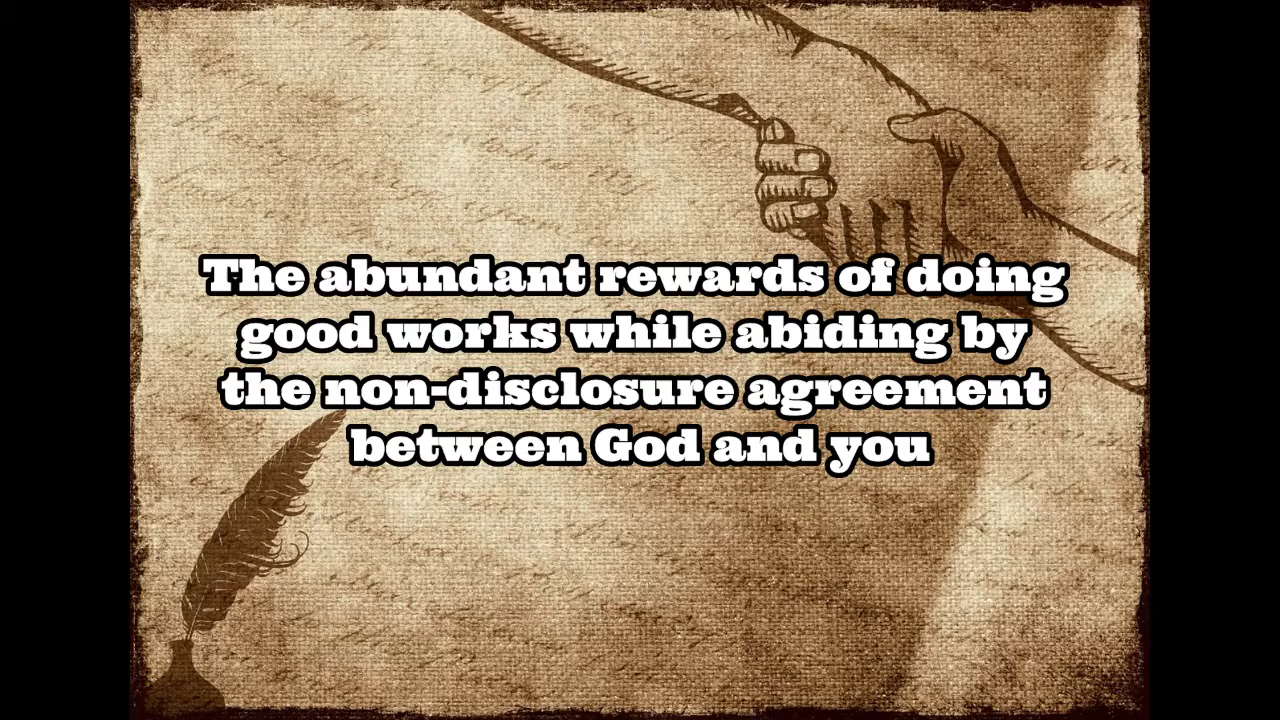 The abundant rewards of doing
good works while abiding by
the non-disclosure agreement
between God and you